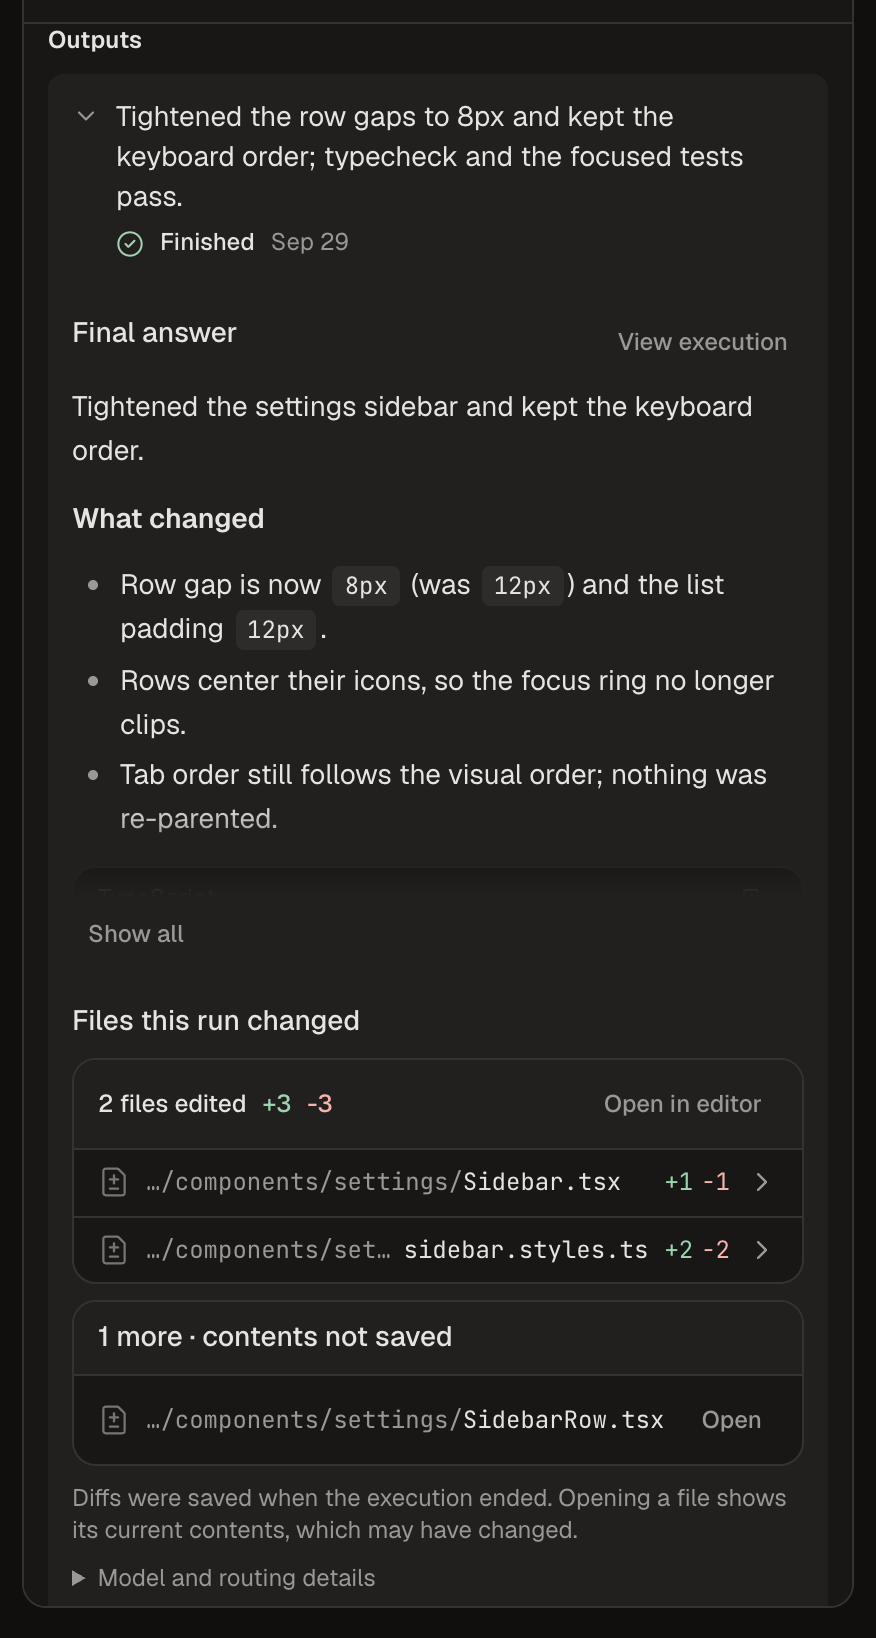 Outputs
Tightened the row gaps to 8px and kept the
keyboard order; typecheck and the focused tests
pass.
Finished Sep 29
Final answer
View execution
Tightened the settings sidebar and kept the keyboard
order.
What changed
Row gap is now 8px (was 12px) and the list
padding 12px.
Rows center their icons, so the focus ring no longer
clips.
Tab order still follows the visual order; nothing was
re-parented.
TypeScript
Show all
Files this run changed
2 files edited +3 -3 Open in editor
…/components/settings/Sidebar.tsx +1 -1
…/components/set… sidebar.styles.ts +2 -2
1 more · contents not saved
…/components/settings/SidebarRow.tsx Open
Diffs were saved when the execution ended. Opening a file shows
its current contents, which may have changed.
Model and routing details